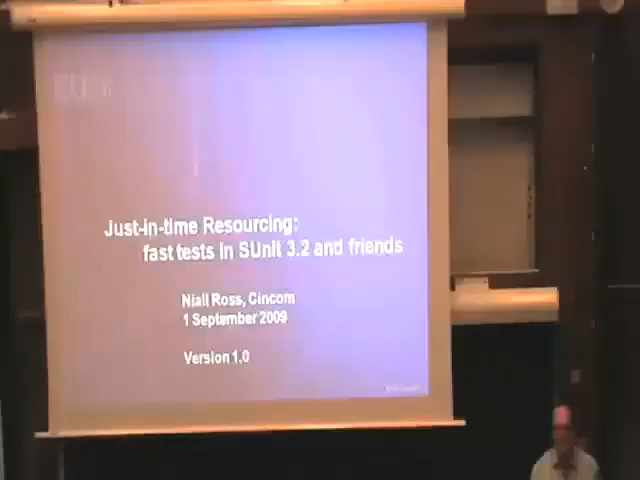 Just-in-time Resourcing:
fast tests in SUnit 3.2 and friends
Niall Ross, Cincom
1 September 2009
Version 1.0